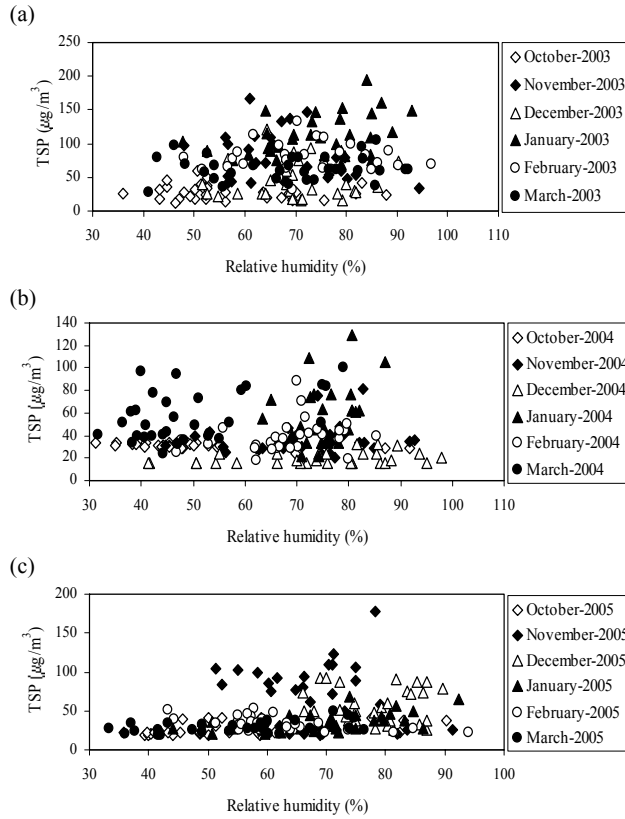 (a)
250
200
150
100
50
0
TSP (µg/m³)
30 40 50 60 70 80 90 100 110
Relative humidity (%)
October-2003
November-2003
December-2003
January-2003
February-2003
March-2003
(b)
140
120
100
80
60
40
20
0
TSP (µg/m³)
30 40 50 60 70 80 90 100 110
Relative humidity (%)
October-2004
November-2004
December-2004
January-2004
February-2004
March-2004
(c)
200
150
100
50
0
TSP (µg/m³)
30 40 50 60 70 80 90 100
Relative humidity (%)
October-2005
November-2005
December-2005
January-2005
February-2005
March-2005